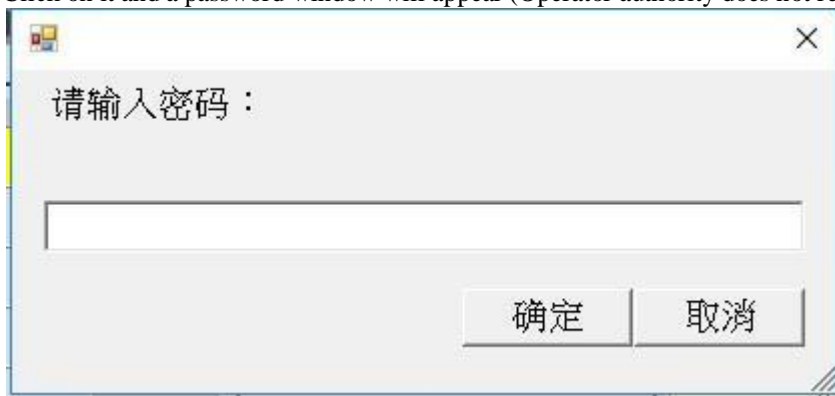 Click on it and a password window will appear (Operator authority does not re
请输入密码：
确定
取消